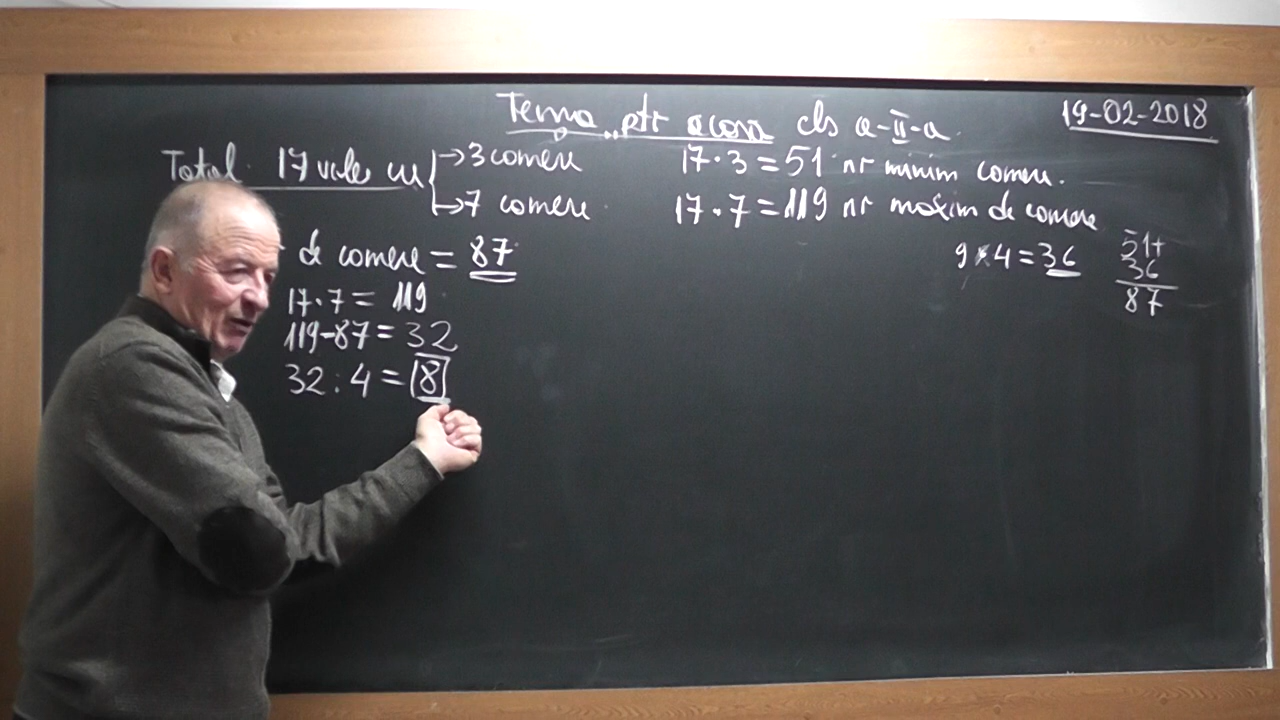 Tema ptr acasă cls a-II-a
19-02-2018
Total 17 vile cu
→3 camere
→7 camere
17·3=51 nr minim camere.
17·7=119 nr maxim de camere
de camere = 87
17·7= 119
119-87=32
32:4=8
9×4=36
51+
36
87